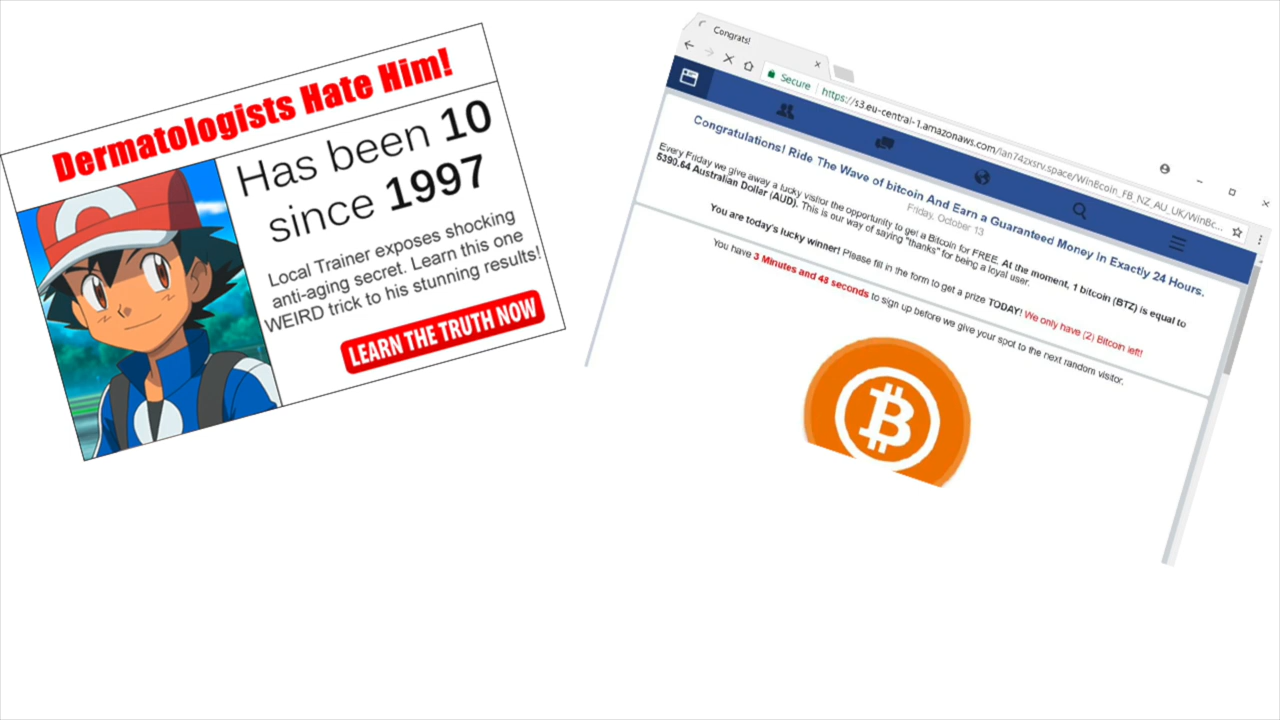 Dermatologists Hate Him!
Has been 10
since 1997
Local Trainer exposes shocking
anti-aging secret. Learn this one
WEIRD trick to his stunning results!
LEARN THE TRUTH NOW
Congrats!
Secure https://s3.eu-central-1.amazonaws.com/ian74zxsrv.space/WinBcoin_FB_NZ_AU_UK/WinBc...
Congratulations! Ride The Wave of bitcoin And Earn a Guaranteed Money In Exactly 24 Hours.
Friday, October 13
Every Friday we give away a lucky visitor the opportunity to get a Bitcoin for FREE. At the moment, 1 bitcoin (BTZ) is equal to
5390.64 Australian Dollar (AUD). This is our way of saying "thanks" for being a loyal user.
You are today's lucky winner! Please fill in the form to get a prize TODAY! We only have (2) Bitcoin left!
You have 3 Minutes and 48 seconds to sign up before we give your spot to the next random visitor.